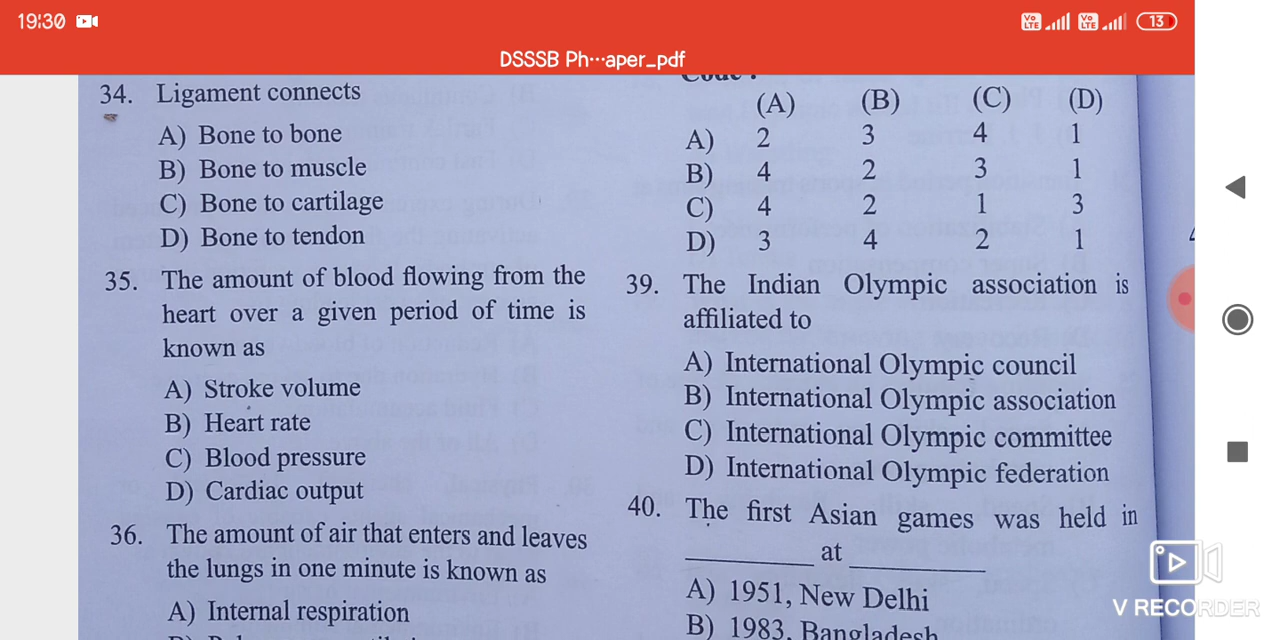 19:30
13
DSSSB Ph···aper_pdf
34. Ligament connects
A) Bone to bone
B) Bone to muscle
C) Bone to cartilage
D) Bone to tendon
35. The amount of blood flowing from the
heart over a given period of time is
known as
A) Stroke volume
B) Heart rate
C) Blood pressure
D) Cardiac output
36. The amount of air that enters and leaves
the lungs in one minute is known as
A) Internal respiration
Code :
(A) (B) (C) (D)
A) 2 3 4 1
B) 4 2 3 1
C) 4 2 1 3
D) 3 4 2 1
39. The Indian Olympic association is
affiliated to
A) International Olympic council
B) International Olympic association
C) International Olympic committee
D) International Olympic federation
40. The first Asian games was held in
________ at ________
A) 1951, New Delhi
B) 1983, Bangladesh
V RECORDER